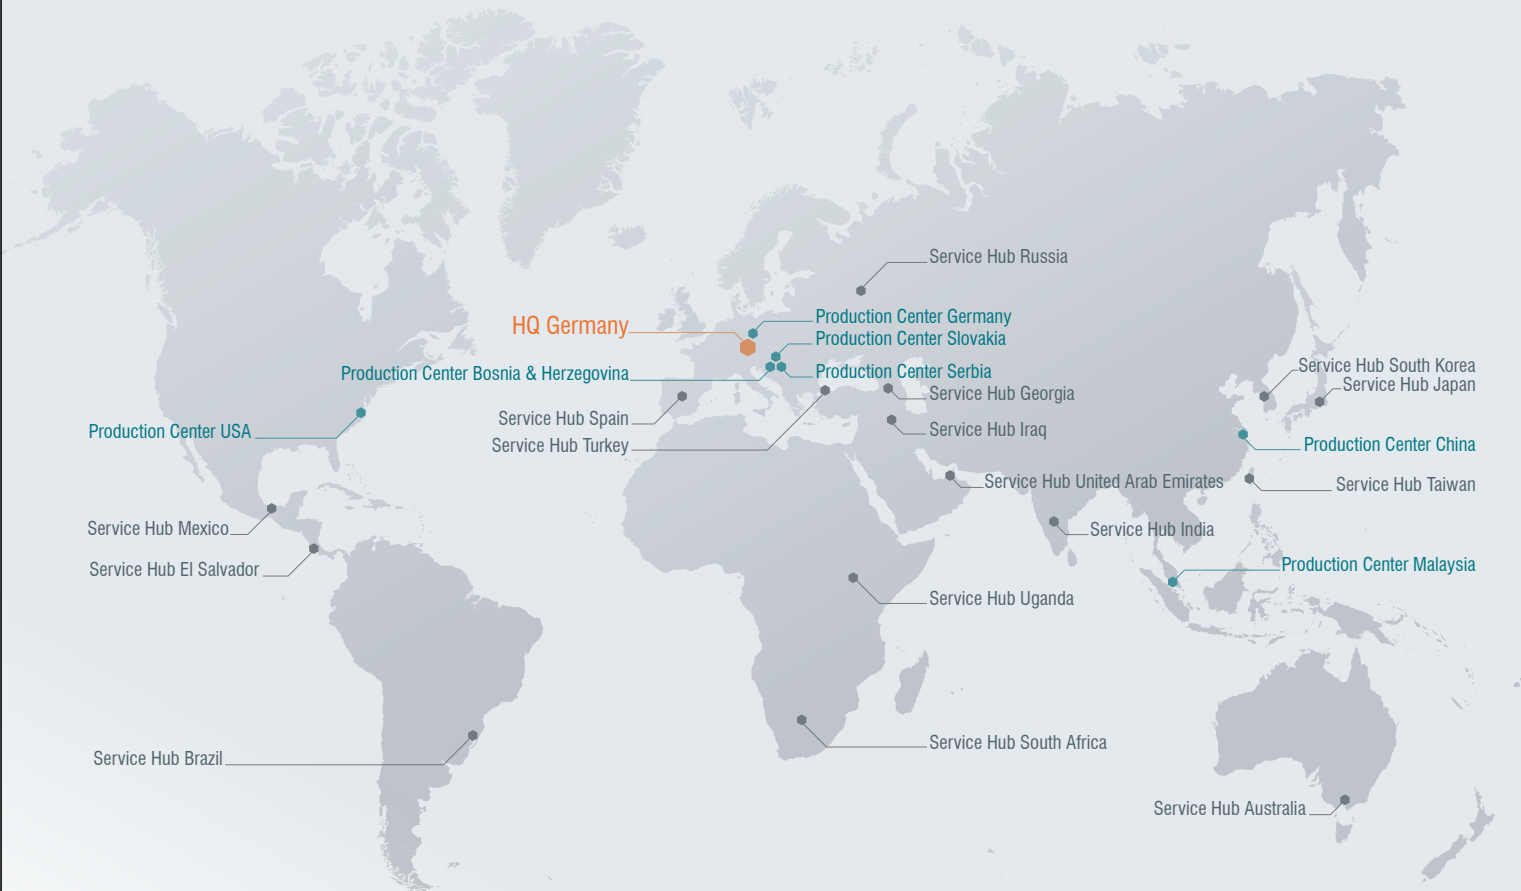 Service Hub Russia
Production Center Germany
HQ Germany
Production Center Slovakia
Service Hub South Korea
Production Center Bosnia & Herzegovina
Production Center Serbia
Service Hub Japan
Service Hub Georgia
Service Hub Spain
Production Center USA
Service Hub Iraq
Service Hub Turkey
Production Center China
Service Hub United Arab Emirates
Service Hub Taiwan
Service Hub Mexico
Service Hub India
Service Hub El Salvador
Production Center Malaysia
Service Hub Uganda
Service Hub South Africa
Service Hub Brazil
Service Hub Australia